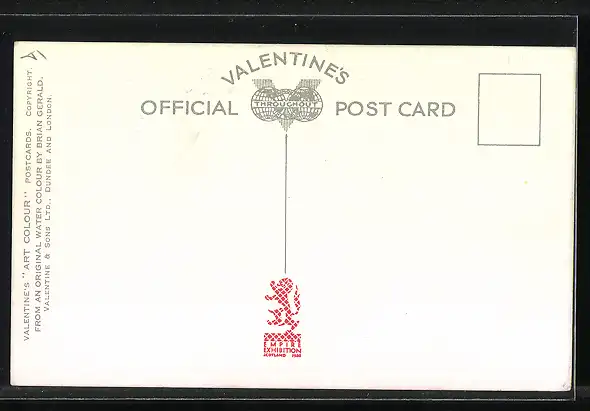 VALENTINE'S
OFFICIAL THROUGHOUT POST CARD
VALENTINE'S "ART COLOUR" POSTCARDS. COPYRIGHT.
FROM AN ORIGINAL WATER COLOUR BY BRIAN GERALD.
VALENTINE & SONS LTD., DUNDEE AND LONDON
EMPIRE
EXHIBITION
SCOTLAND 1938